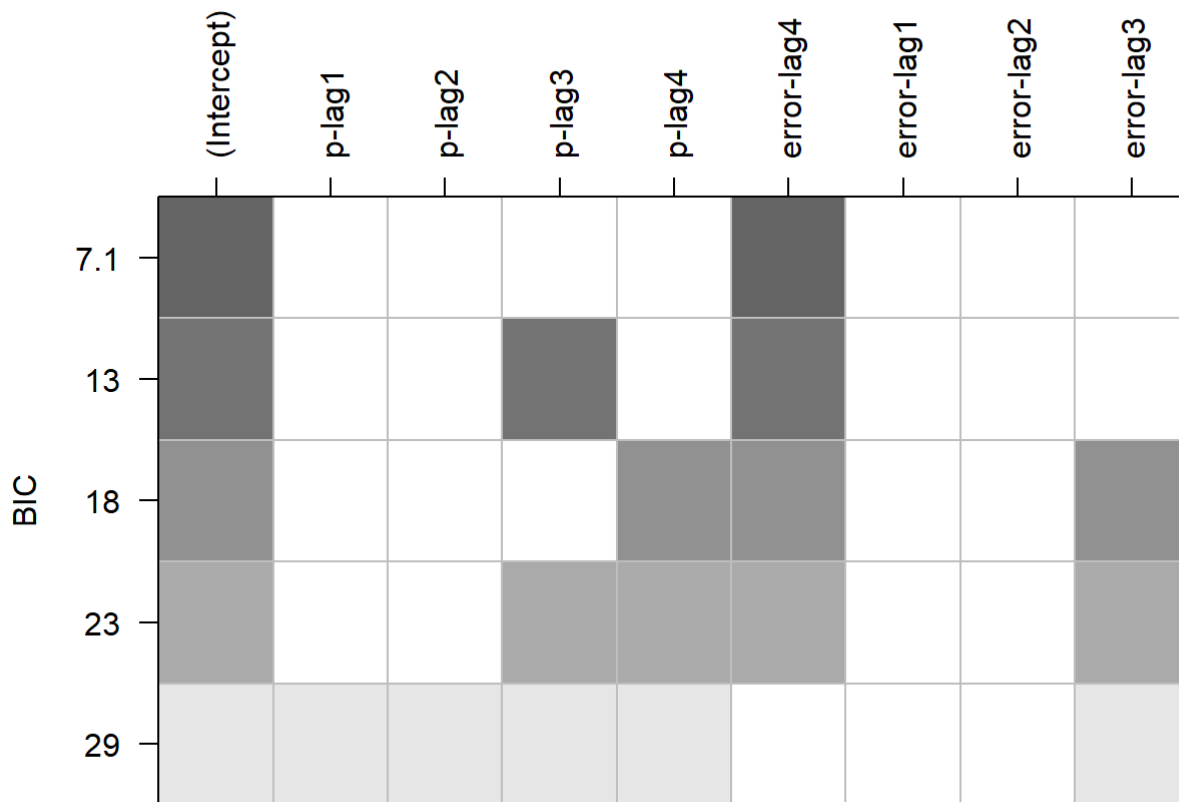 (Intercept)
p-lag1
p-lag2
p-lag3
p-lag4
error-lag4
error-lag1
error-lag2
error-lag3
BIC
7.1
13
18
23
29